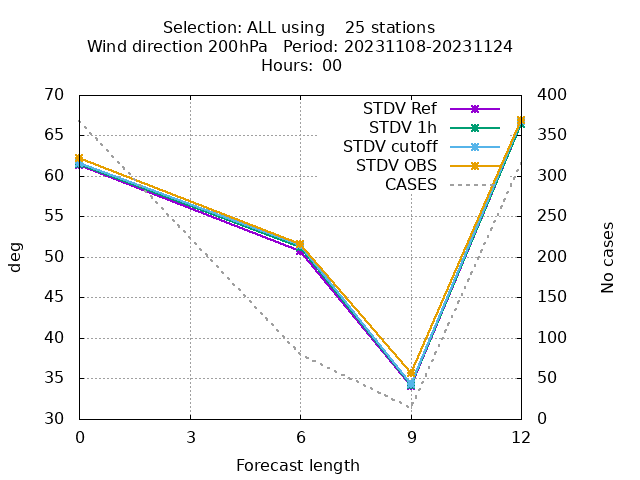 Selection: ALL using    25 stations
Wind direction 200hPa   Period: 20231108-20231124
Hours: 00
70 400
STDV Ref
STDV 1h
65 350
STDV cutoff
STDV OBS
60 300
CASES
55 250
50 200
45 150
40 100
35 50
30 0
deg
No cases
0 3 6 9 12
Forecast length